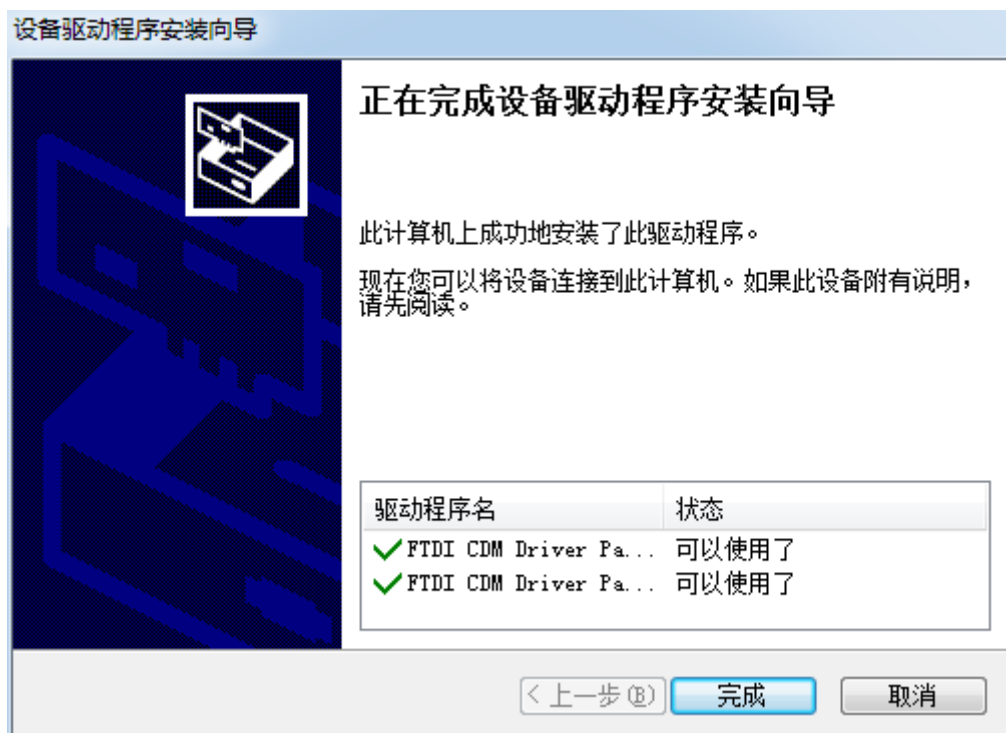 设备驱动程序安装向导
正在完成设备驱动程序安装向导
此计算机上成功地安装了此驱动程序。
现在您可以将设备连接到此计算机。如果此设备附有说明，
请先阅读。
驱动程序名 状态
FTDI CDM Driver Pa... 可以使用了
FTDI CDM Driver Pa... 可以使用了
< 上一步(B) 完成 取消